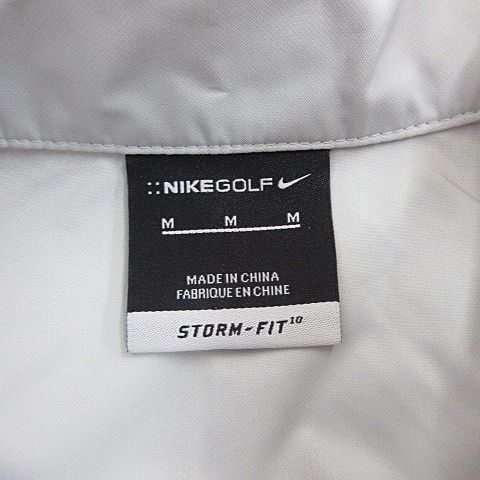 ::NIKEGOLF
M M M
MADE IN CHINA
FABRIQUE EN CHINE
STORM-FIT¹⁰